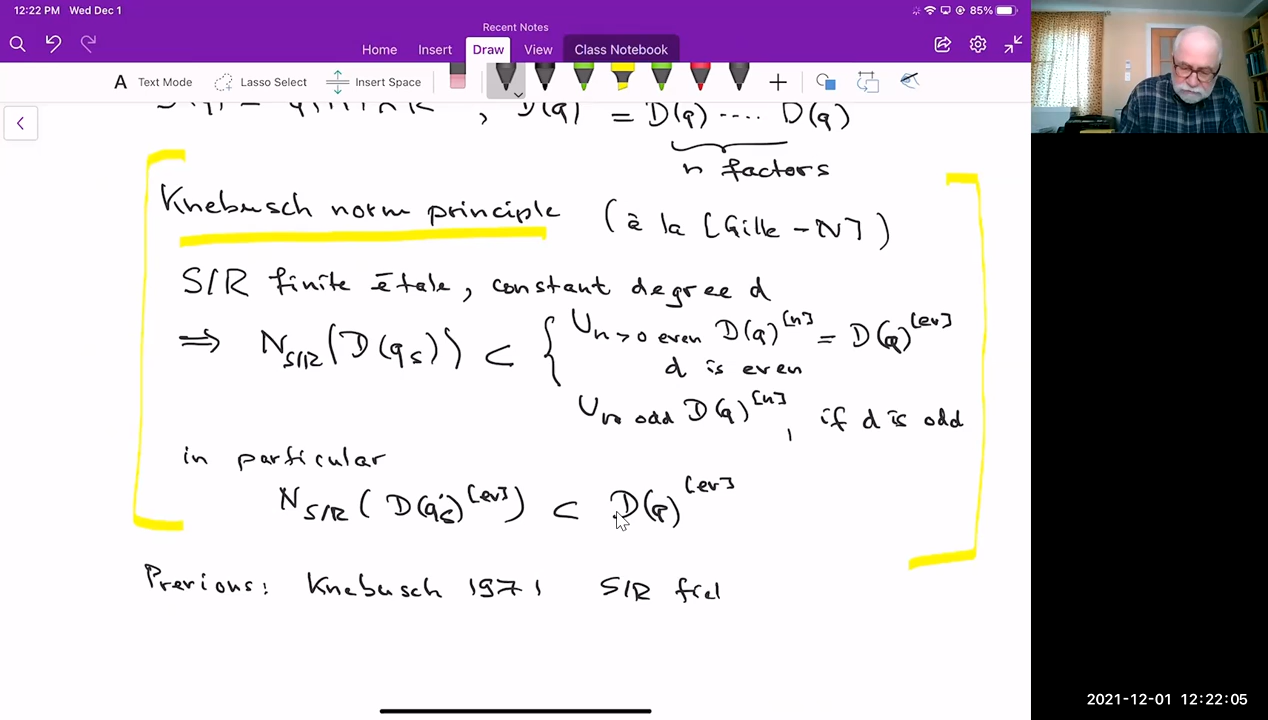 12:22 PM Wed Dec 1
85%
Recent Notes
Home Insert Draw View Class Notebook
Text Mode Lasso Select Insert Space
, D(q) = D(q) .... D(q)
n factors
Knebusch norm principle (à la [Gille - N])
S/R finite étale, constant degree d
⇒ N_{S/R}(D(q_S)) ⊂ { ∪_{n>0 even} D(q)^{[n]} = D(q)^{[ev]}
d is even
∪_{n odd} D(q)^{[n]}, if d is odd
in particular
N_{S/R}(D(q_S)^{[ev]}) ⊂ D(q)^{[ev]}
Previous: Knebusch 1971 S/R
2021-12-01 12:22:05